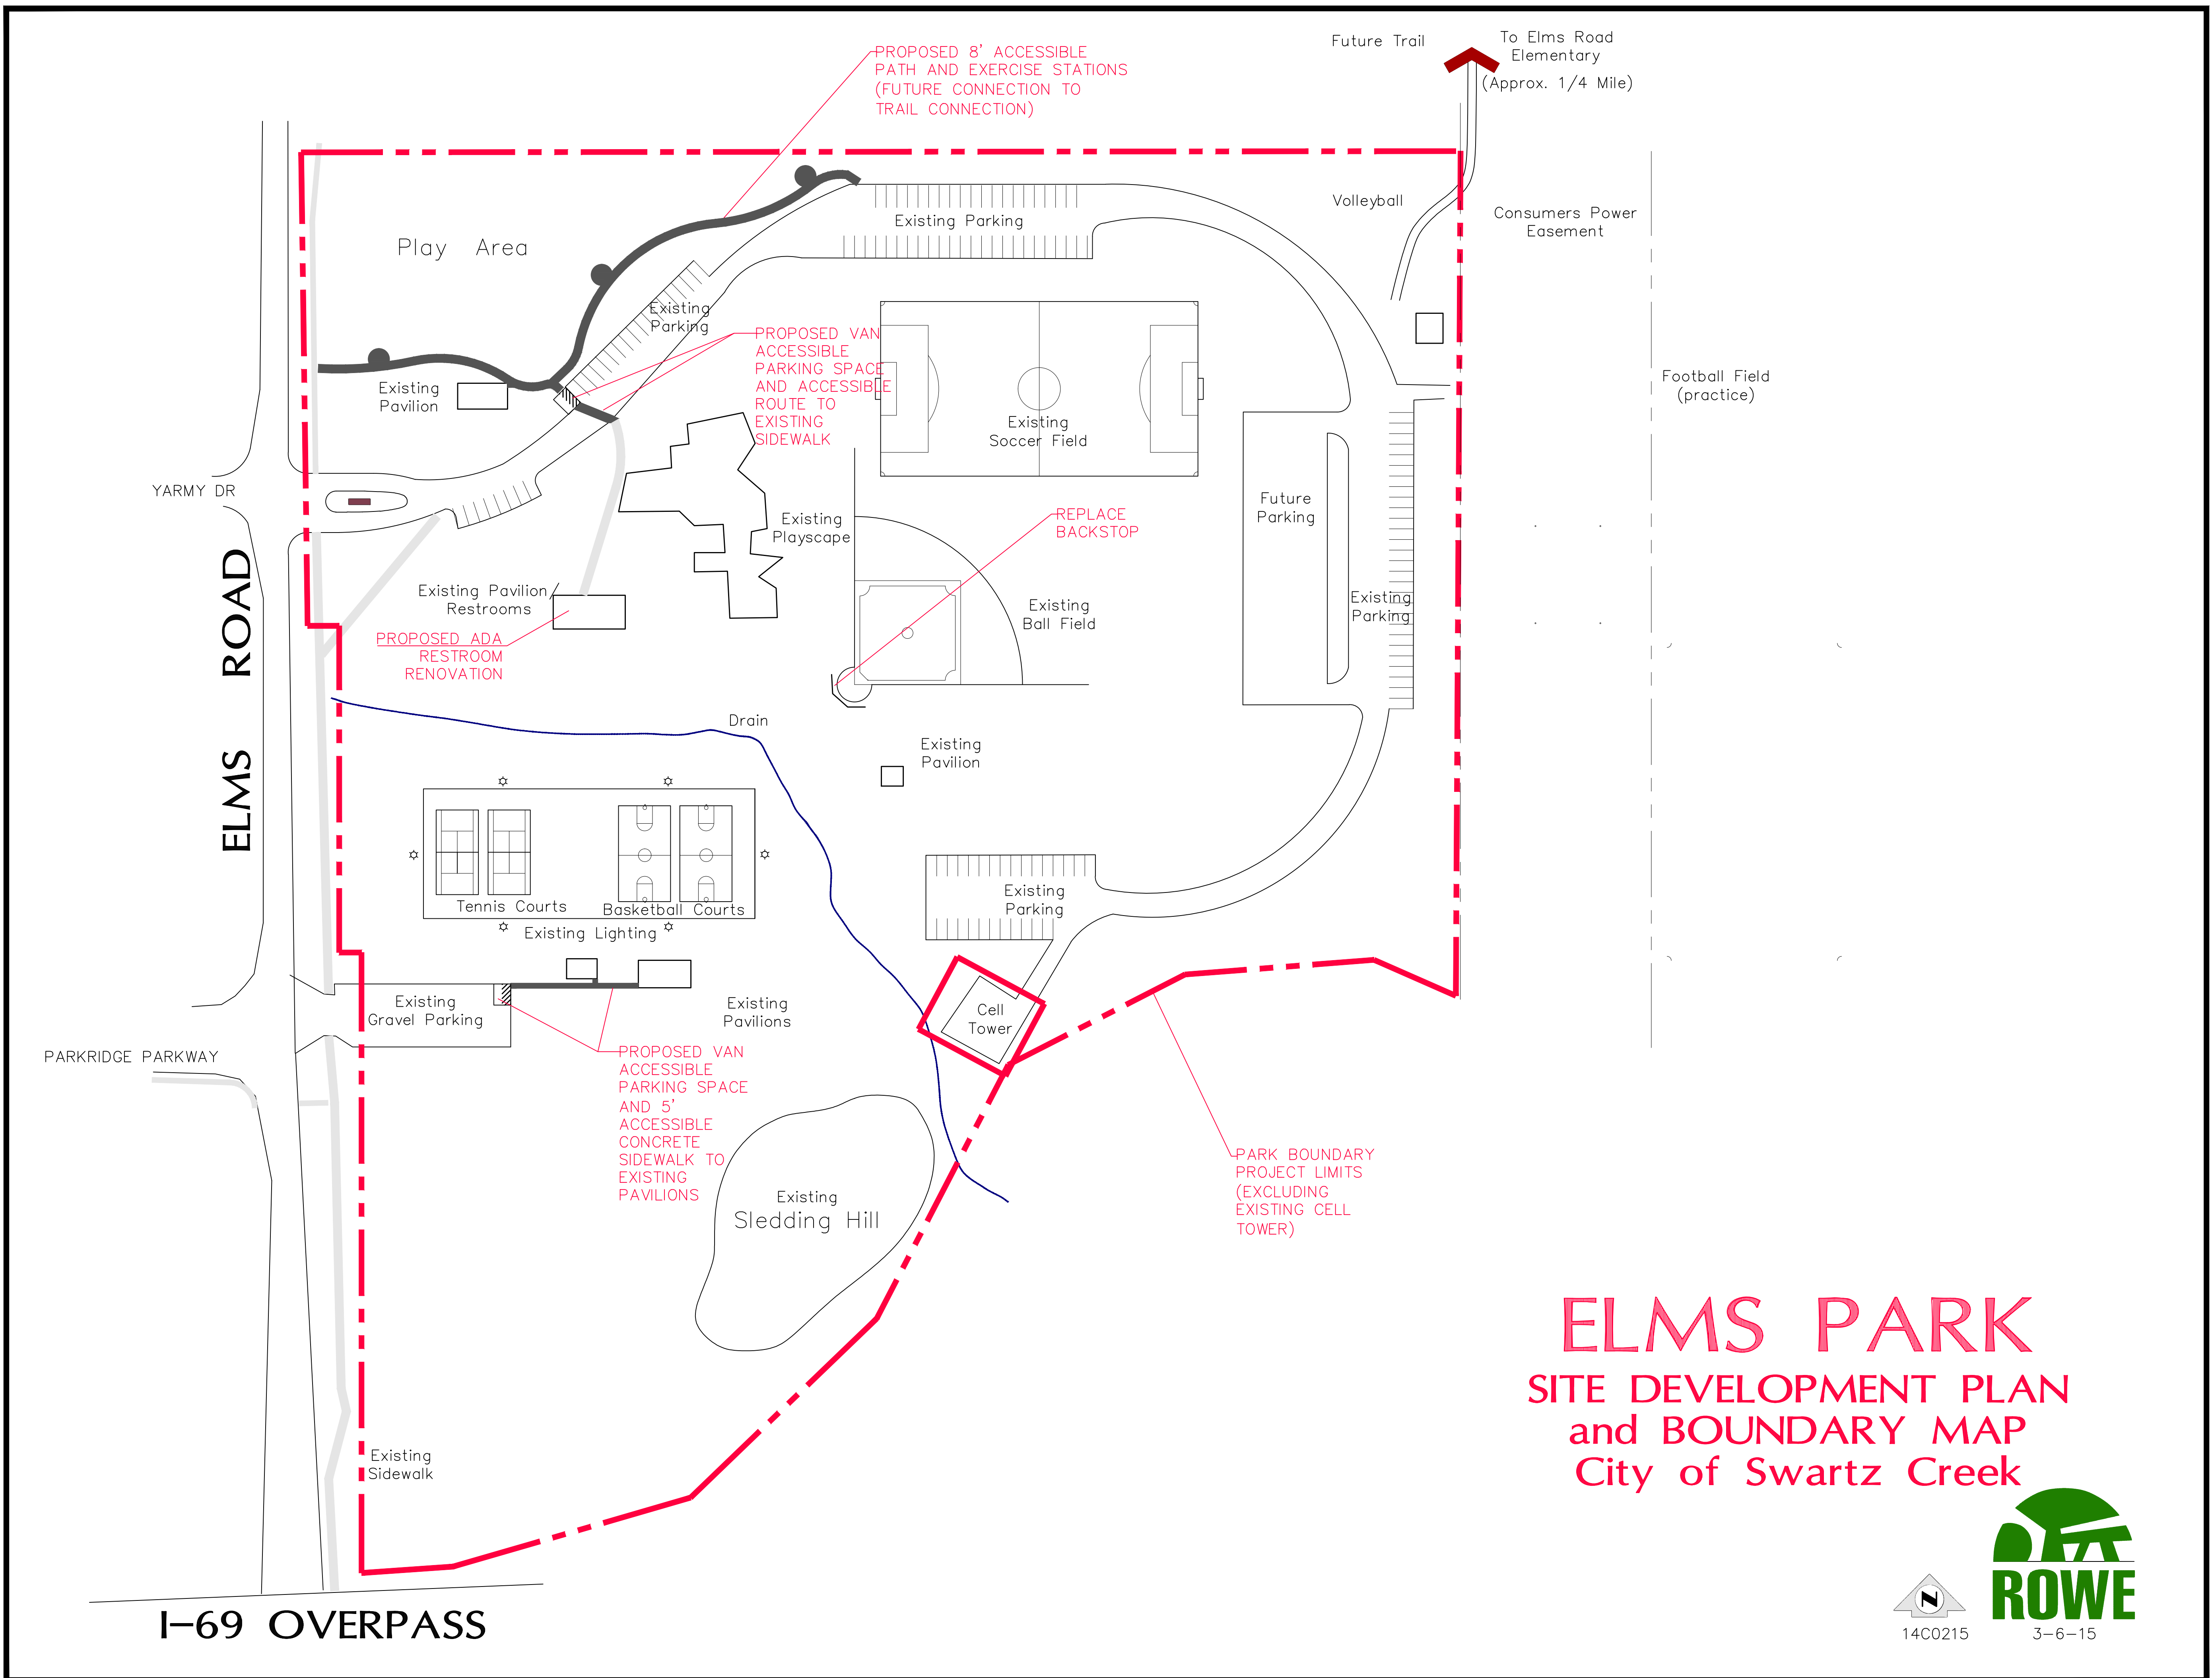 PROPOSED 8' ACCESSIBLE
PATH AND EXERCISE STATIONS
(FUTURE CONNECTION TO
TRAIL CONNECTION)
Future Trail
To Elms Road
Elementary
(Approx. 1/4 Mile)
Volleyball
Consumers Power
Easement
Play Area
Existing Parking
Existing
Parking
PROPOSED VAN
ACCESSIBLE
PARKING SPACE
AND ACCESSIBLE
ROUTE TO
EXISTING
SIDEWALK
Existing
Pavilion
Existing
Soccer Field
Football Field
(practice)
YARMY DR
Existing
Playscape
REPLACE
BACKSTOP
Future
Parking
ELMS ROAD
Existing Pavilion/
Restrooms
PROPOSED ADA
RESTROOM
RENOVATION
Existing
Ball Field
Existing
Parking
Drain
Existing
Pavilion
Tennis Courts
Basketball Courts
Existing Lighting
Existing
Parking
Existing
Gravel Parking
Existing
Pavilions
Cell
Tower
PARKRIDGE PARKWAY
PROPOSED VAN
ACCESSIBLE
PARKING SPACE
AND 5'
ACCESSIBLE
CONCRETE
SIDEWALK TO
EXISTING
PAVILIONS
PARK BOUNDARY
PROJECT LIMITS
(EXCLUDING
EXISTING CELL
TOWER)
Existing
Sledding Hill
Existing
Sidewalk
I-69 OVERPASS
ELMS PARK
SITE DEVELOPMENT PLAN
and BOUNDARY MAP
City of Swartz Creek
N
ROWE
14C0215
3-6-15